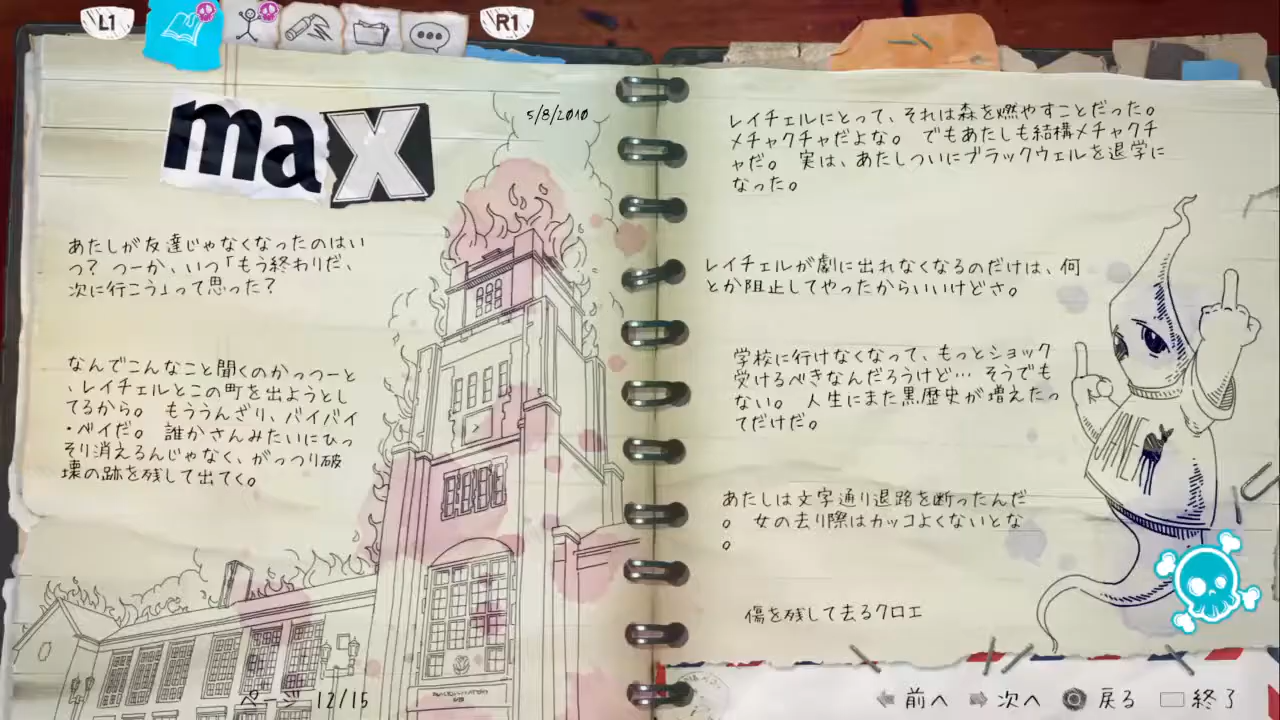 L1
R1
max
5/8/2010
あたしが友達じゃなくなったのはい
つ? つーか、いつ「もう終わりだ、
次に行こう」って思った?
なんでこんなこと聞くのかっつーと
、レイチェルとこの町を出ようとし
てるから。 もううんざり、バイバイ
・ベイだ。 誰かさんみたいにひっ
そり消えるんじゃなく、がっつり破
壊の跡を残して出てく。
レイチェルにとって、それは森を燃やすことだった。
メチャクチャだよな。 でもあたしも結構メチャクチ
ャだ。 実は、あたしついにブラックウェルを退学に
なった。
レイチェルが劇に出れなくなるのだけは、何
とか阻止してやったからいいけどさ。
学校に行けなくなって、もっとショック
受けるべきなんだろうけど… そうでも
ない。 人生にまた黒歴史が増えたっ
てだけだ。
あたしは文字通り退路を断ったんだ
。 女の去り際はカッコよくないとな
。
傷を残して去るクロエ
ページ 12/15
前へ 次へ 戻る 終了